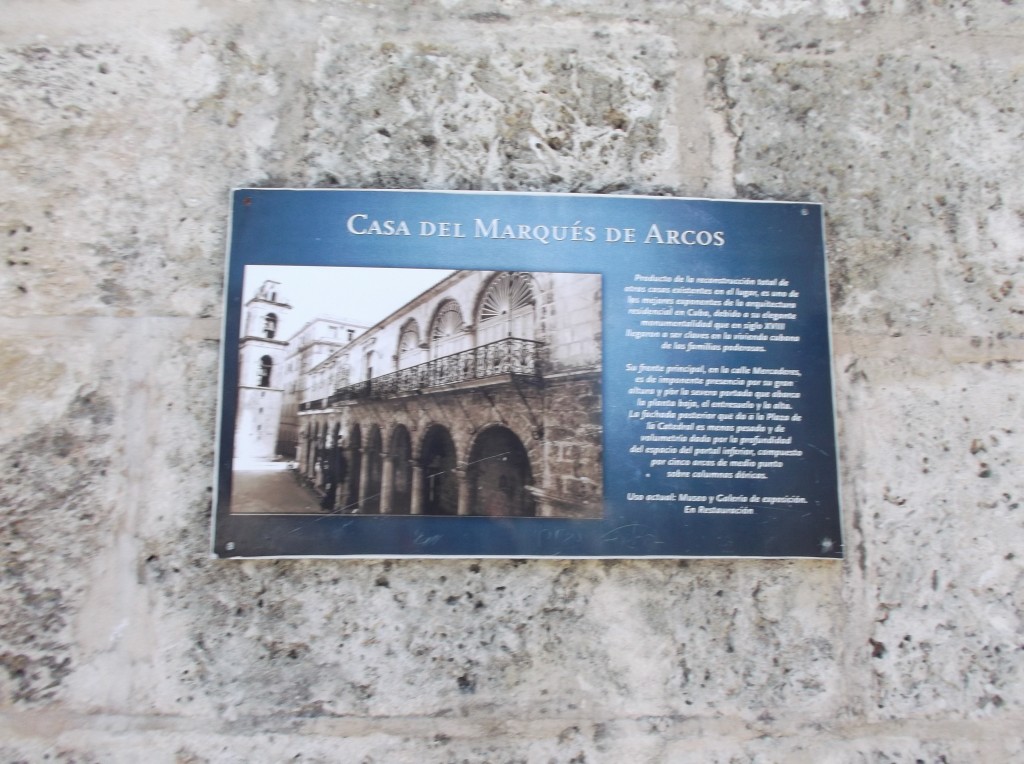 CASA DEL MARQUÉS DE ARCOS
Producto de la reconstrucción total de
otras casas existentes en el lugar, es uno de
los mejores exponentes de la arquitectura
residencial en Cuba, debido a su elegante
monumentalidad que en siglo XVIII
llegaron a ser claves en la vivienda cubana
de las familias poderosas.
Su frente principal, en la calle Mercaderes,
es de imponente presencia por su gran
altura y por la severa portada que abarca
la planta baja, el entresuelo y la alta.
La fachada posterior que da a la Plaza de
la Catedral es menos pesada y de
volumetría dada por la profundidad
del espacio del portal inferior, compuesto
por cinco arcos de medio punto
sobre columnas dóricas.
Uso actual: Museo y Galería de exposición.
En Restauración